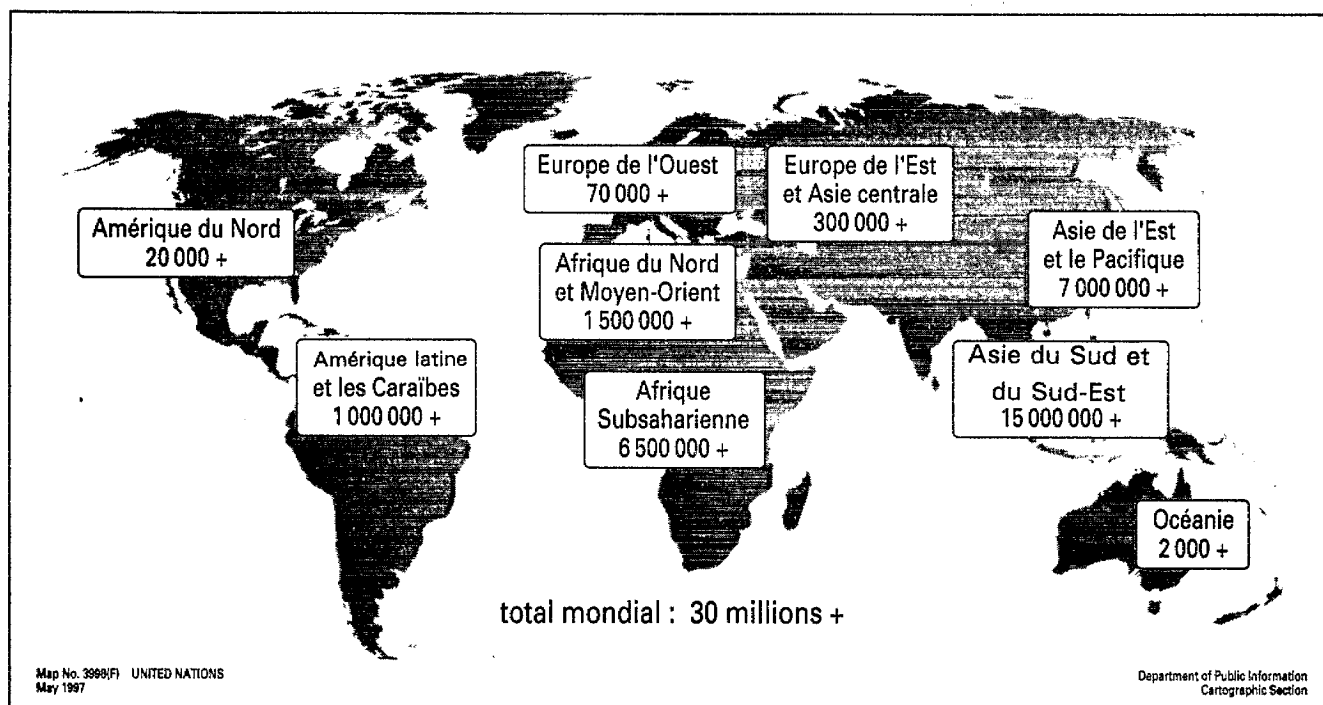 Europe de l'Ouest
70 000 +
Europe de l'Est
et Asie centrale
300 000 +
Amérique du Nord
20 000 +
Asie de l'Est
et le Pacifique
7 000 000 +
Afrique du Nord
et Moyen-Orient
1 500 000 +
Amérique latine
et les Caraïbes
1 000 000 +
Asie du Sud et
du Sud-Est
15 000 000 +
Afrique
Subsaharienne
6 500 000 +
Océanie
2 000 +
total mondial : 30 millions +
Map No. 3998(F) UNITED NATIONS
May 1997
Department of Public Information
Cartographic Section